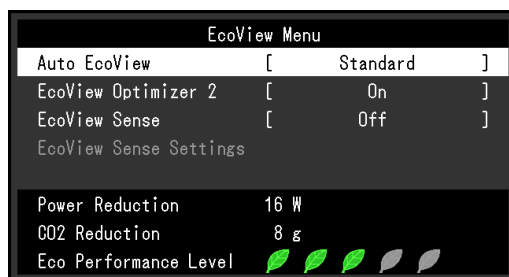 EcoView Menu
Auto EcoView [ Standard ]
EcoView Optimizer 2 [ On ]
EcoView Sense [ Off ]
EcoView Sense Settings
Power Reduction 16 W
CO2 Reduction 8 g
Eco Performance Level